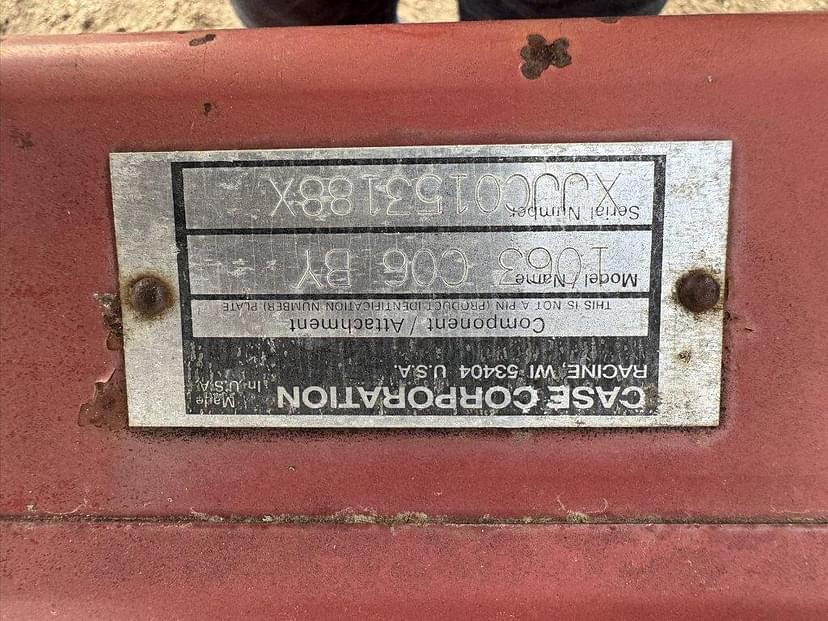 CASE CORPORATION
RACINE, WI 53404 U.S.A.
Made
In U.S.A.
Component / Attachment
THIS IS NOT A PIN (PRODUCT IDENTIFICATION NUMBER) PLATE
Model/Name 1063 C06 BY
Serial Number XJJC0153188X